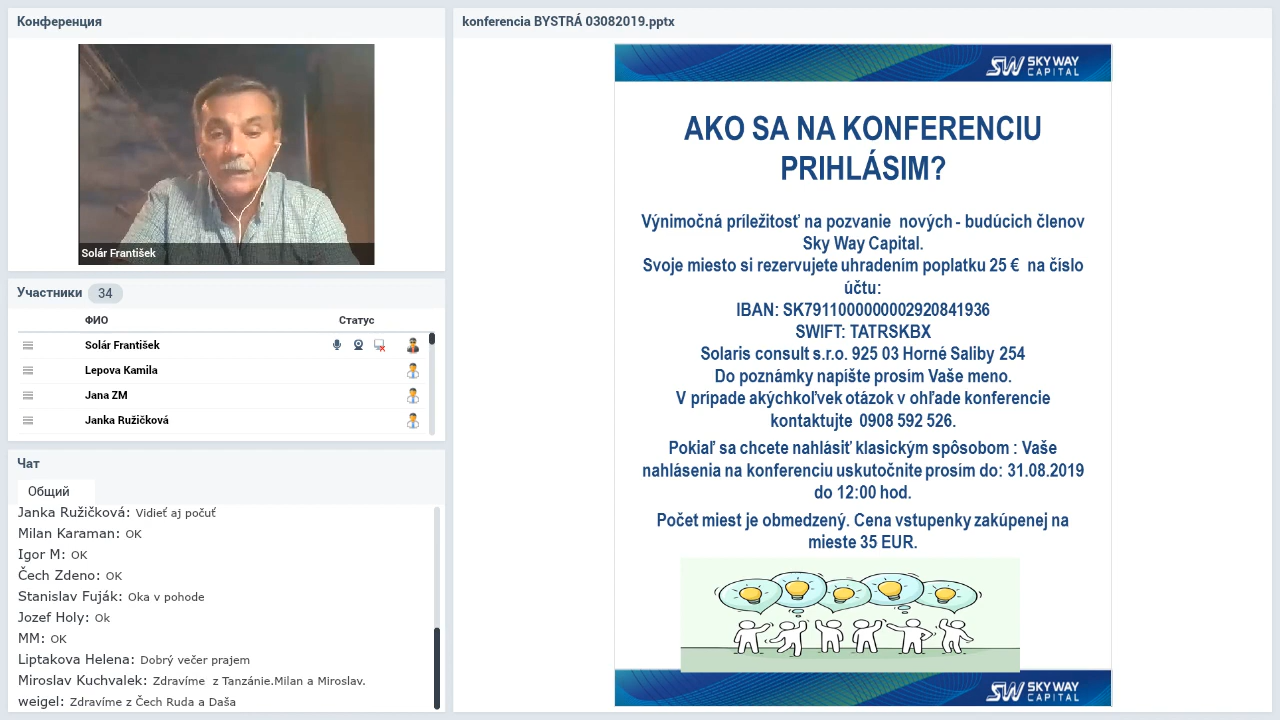 Конференция
Solár František
Участники 34
ФИО Статус
Solár František
Lepova Kamila
Jana ZM
Janka Ružičková
Чат
Общий
Janka Ružičková: Vidieť aj počuť
Milan Karaman: OK
Igor M: OK
Čech Zdeno: OK
Stanislav Fuják: Oka v pohode
Jozef Holy: Ok
MM: OK
Liptakova Helena: Dobrý večer prajem
Miroslav Kuchvalek: Zdravíme z Tanzánie.Milan a Miroslav.
weigel: Zdravíme z Čech Ruda a Daša
konferencia BYSTRÁ 03082019.pptx
SW SKY WAY
CAPITAL
AKO SA NA KONFERENCIU
PRIHLÁSIM?
Výnimočná príležitosť na pozvanie nových - budúcich členov
Sky Way Capital.
Svoje miesto si rezervujete uhradením poplatku 25 € na číslo
účtu:
IBAN: SK7911000000002920841936
SWIFT: TATRSKBX
Solaris consult s.r.o. 925 03 Horné Saliby 254
Do poznámky napíšte prosím Vaše meno.
V prípade akýchkoľvek otázok v ohľade konferencie
kontaktujte 0908 592 526.
Pokiaľ sa chcete nahlásiť klasickým spôsobom : Vaše
nahlásenia na konferenciu uskutočnite prosím do: 31.08.2019
do 12:00 hod.
Počet miest je obmedzený. Cena vstupenky zakúpenej na
mieste 35 EUR.
SW SKY WAY
CAPITAL